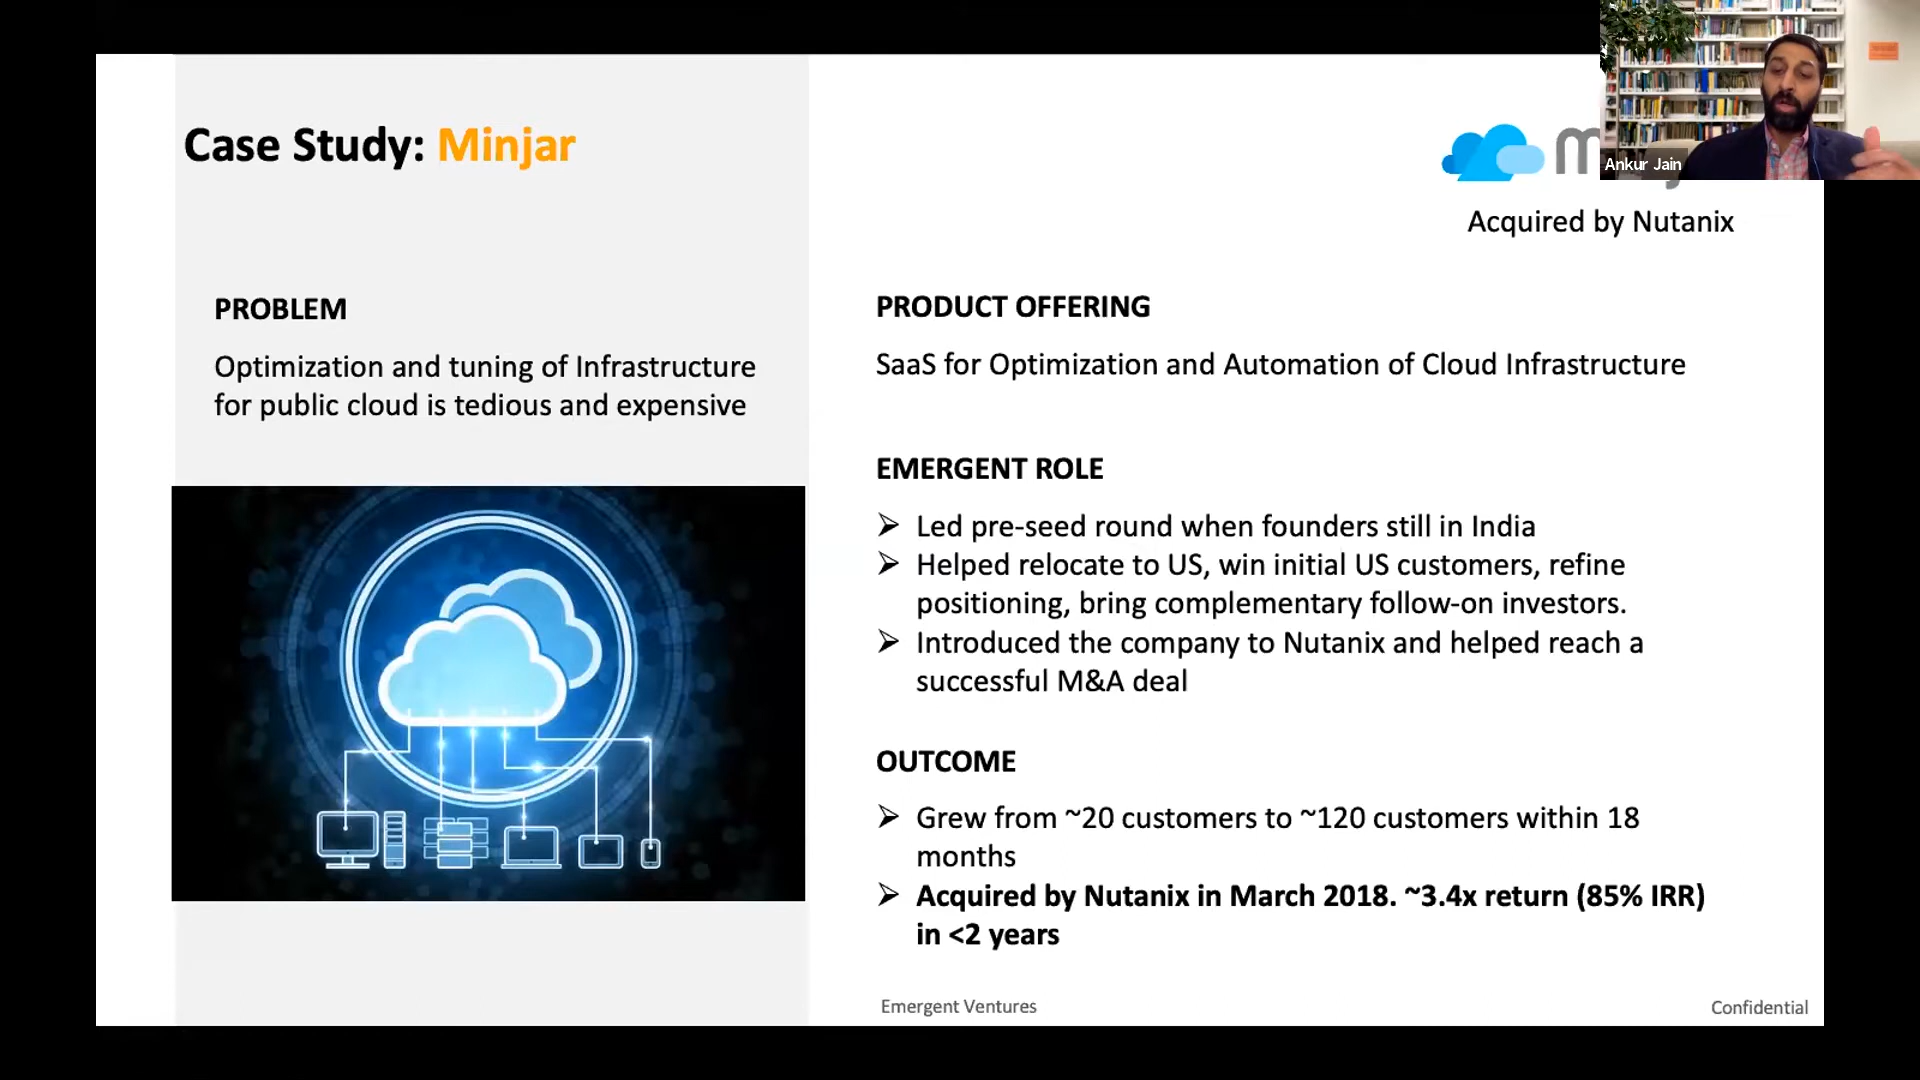 Case Study: Minjar
Ankur Jain
Acquired by Nutanix
PROBLEM
Optimization and tuning of Infrastructure
for public cloud is tedious and expensive
PRODUCT OFFERING
SaaS for Optimization and Automation of Cloud Infrastructure
EMERGENT ROLE
➢ Led pre-seed round when founders still in India
➢ Helped relocate to US, win initial US customers, refine
positioning, bring complementary follow-on investors.
➢ Introduced the company to Nutanix and helped reach a
successful M&A deal
OUTCOME
➢ Grew from ~20 customers to ~120 customers within 18
months
➢ Acquired by Nutanix in March 2018. ~3.4x return (85% IRR)
in <2 years
Emergent Ventures
Confidential